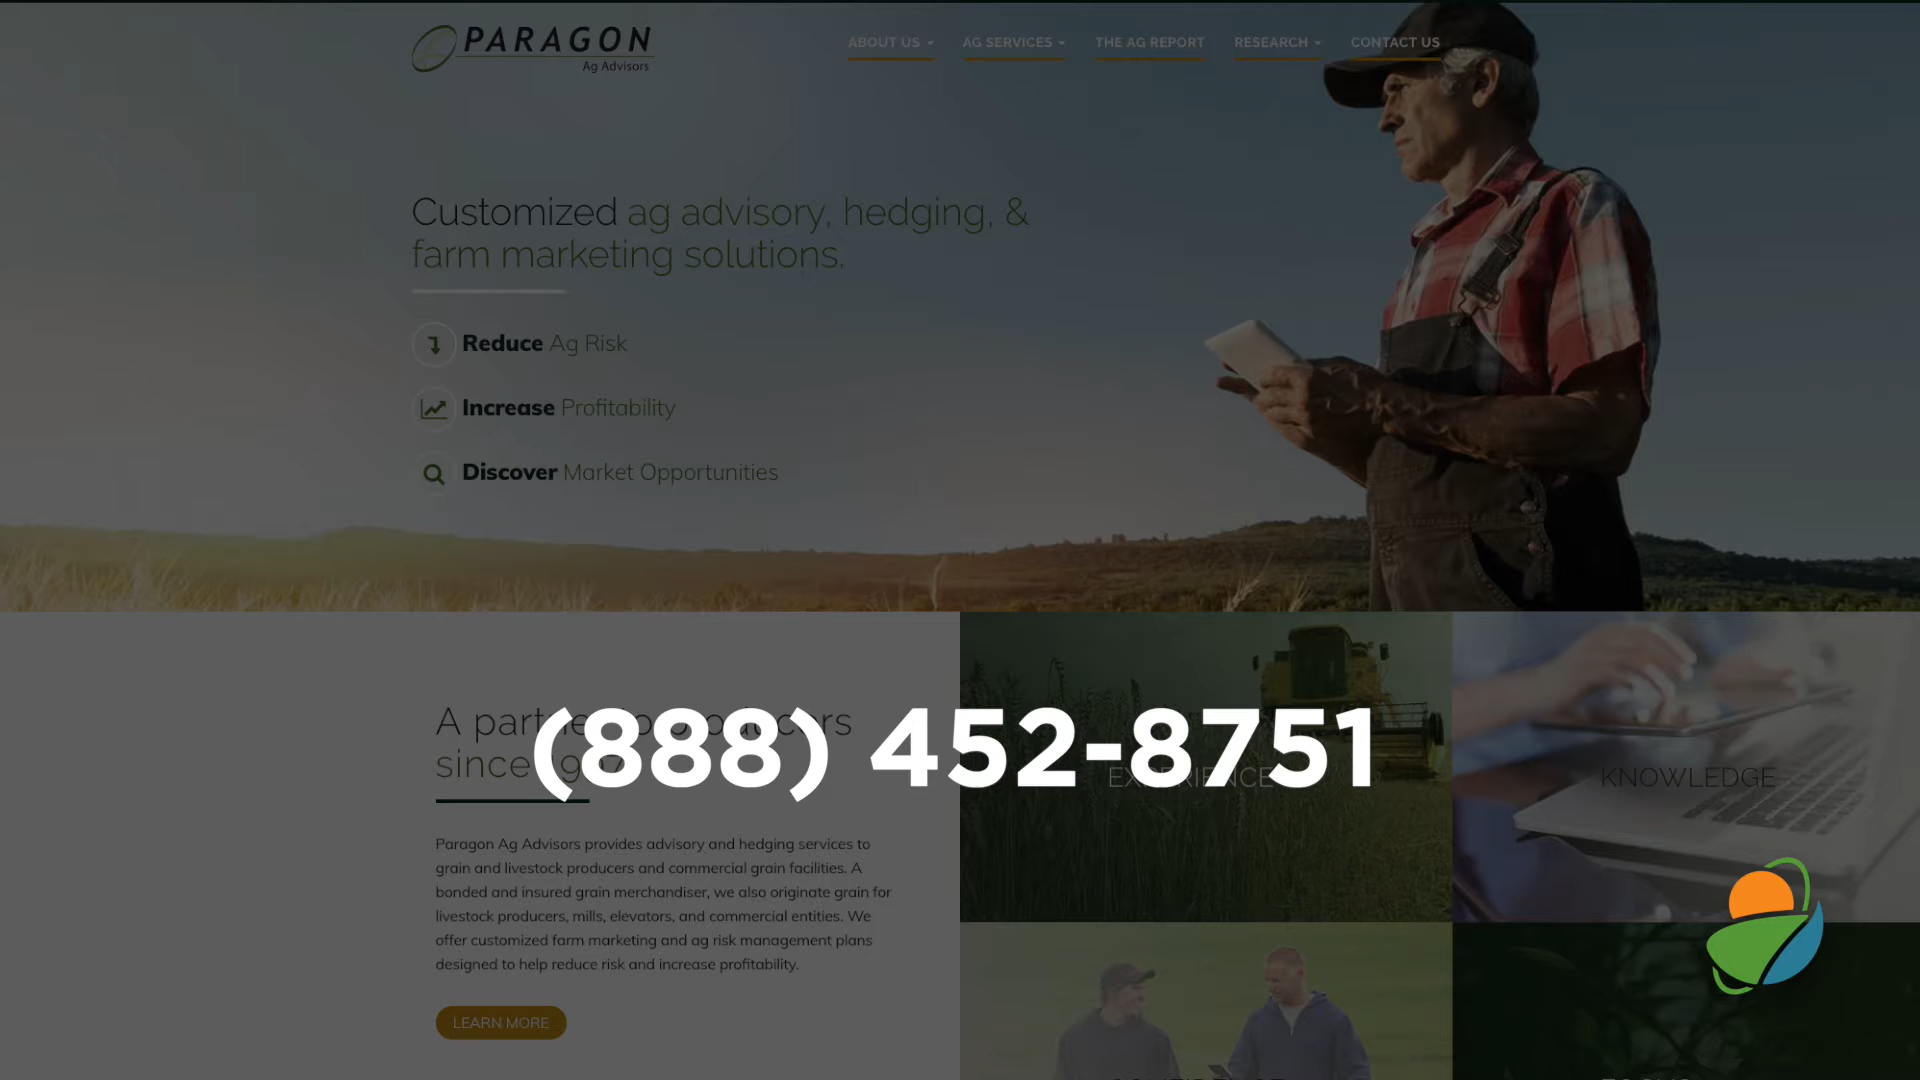 PARAGON
Ag Advisors
ABOUT US
AG SERVICES
THE AG REPORT
RESEARCH
CONTACT US
Customized ag advisory, hedging, &
farm marketing solutions.
Reduce Ag Risk
Increase Profitability
Discover Market Opportunities
A
since
(888) 452-8751
EXPERIENCE
KNOWLEDGE
Paragon Ag Advisors provides advisory and hedging services to
grain and livestock producers and commercial grain facilities. A
bonded and insured grain merchandiser, we also originate grain for
livestock producers, mills, elevators, and commercial entities. We
offer customized farm marketing and ag risk management plans
designed to help reduce risk and increase profitability.
LEARN MORE